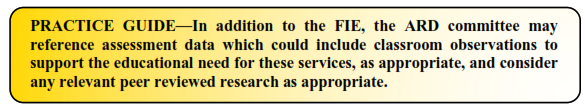 PRACTICE GUIDE—In addition to the FIE, the ARD committee may
reference assessment data which could include classroom observations to
support the educational need for these services, as appropriate, and consider
any relevant peer reviewed research as appropriate.